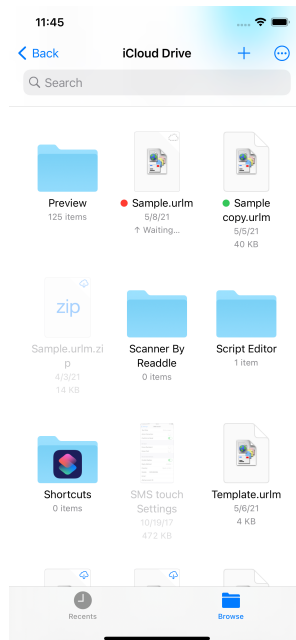 11:45
Back
iCloud Drive
Search
Preview
125 items
Sample.urlm
5/8/21
↑ Waiting...
Sample
copy.urlm
5/5/21
40 KB
zip
Sample.urlm.zi
p
4/3/21
14 KB
Scanner By
Readdle
0 items
Script Editor
1 item
Shortcuts
0 items
SMS touch
Settings
10/19/17
472 KB
Template.urlm
5/6/21
4 KB
Recents
Browse